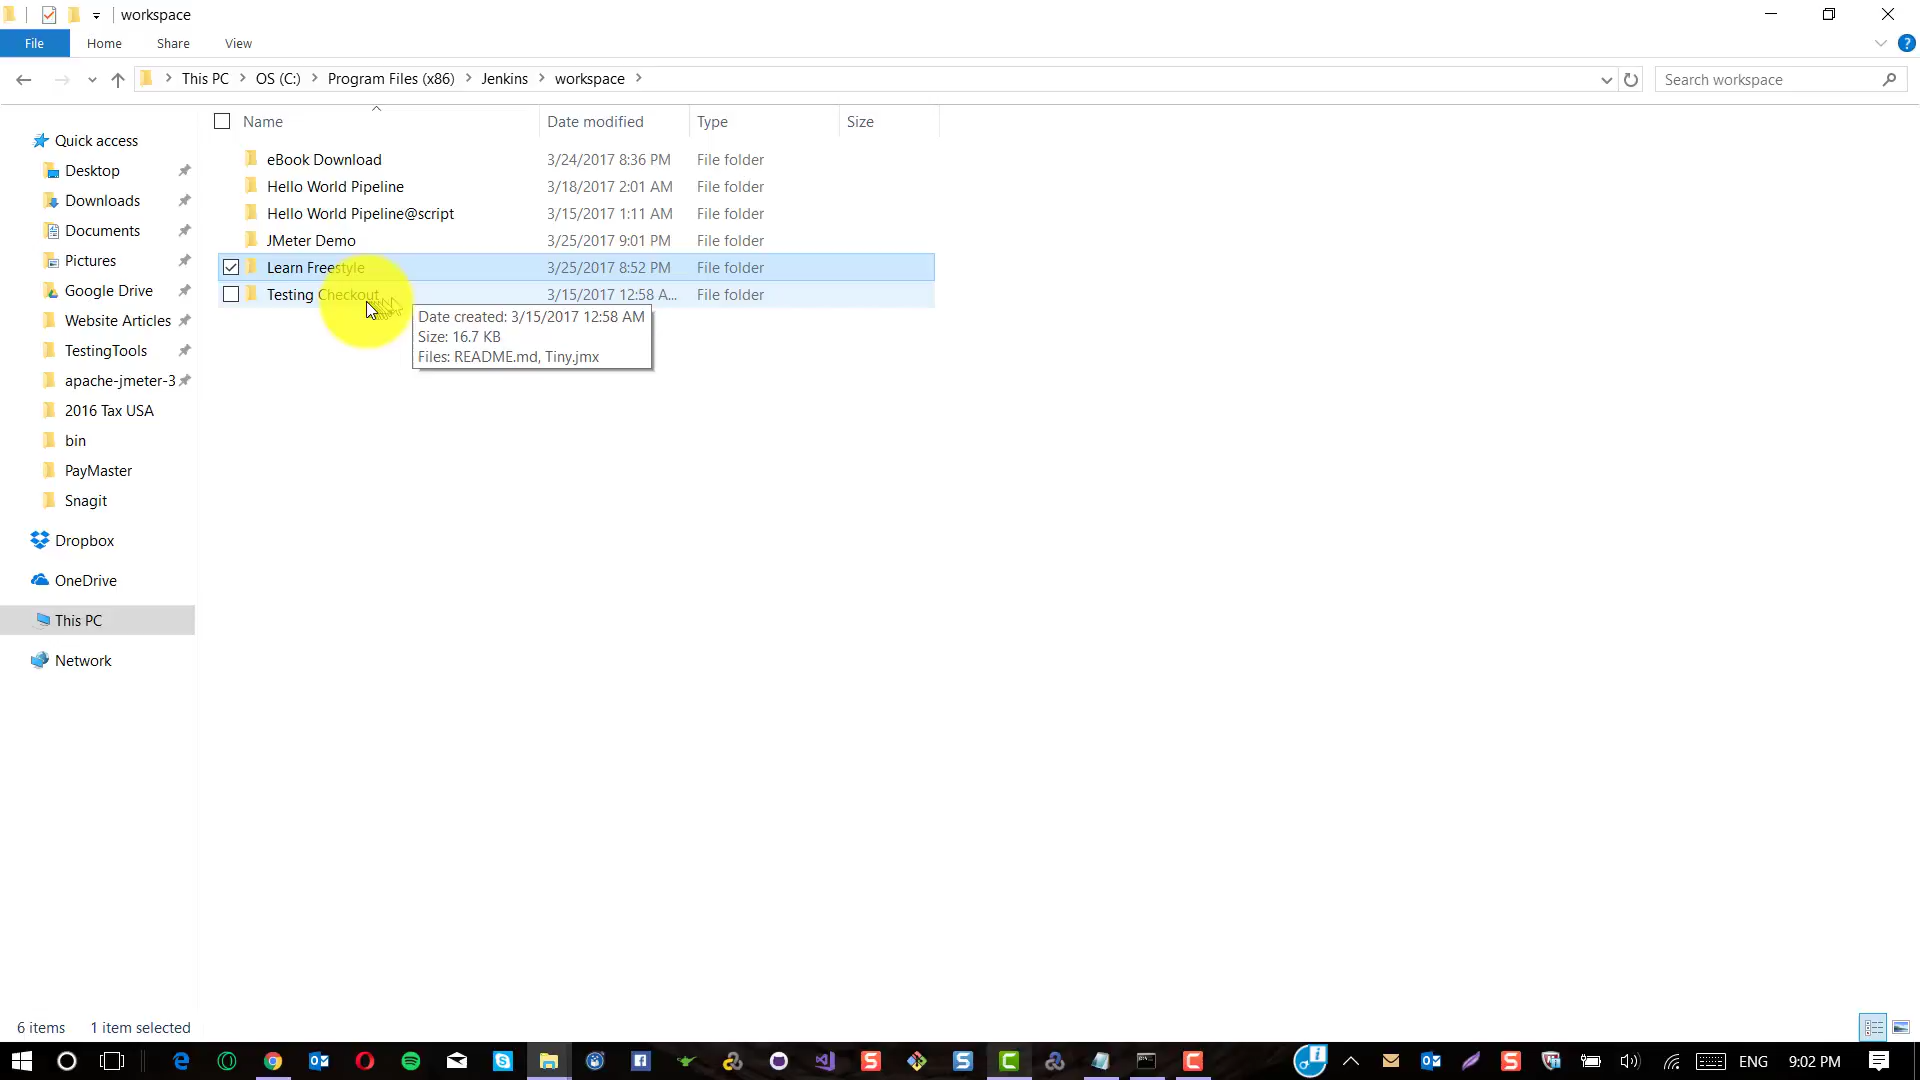 workspace
File Home Share View
This PC OS (C:) Program Files (x86) Jenkins workspace
Search workspace
Name Date modified Type Size
eBook Download 3/24/2017 8:36 PM File folder
Hello World Pipeline 3/18/2017 2:01 AM File folder
Hello World Pipeline@script 3/15/2017 1:11 AM File folder
JMeter Demo 3/25/2017 9:01 PM File folder
Learn Freestyle 3/25/2017 8:52 PM File folder
Testing Checkout 3/15/2017 12:58 A... File folder
Date created: 3/15/2017 12:58 AM
Size: 16.7 KB
Files: README.md, Tiny.jmx
Quick access
Desktop
Downloads
Documents
Pictures
Google Drive
Website Articles
TestingTools
apache-jmeter-3
2016 Tax USA
bin
PayMaster
Snagit
Dropbox
OneDrive
This PC
Network
6 items 1 item selected
ENG 9:02 PM